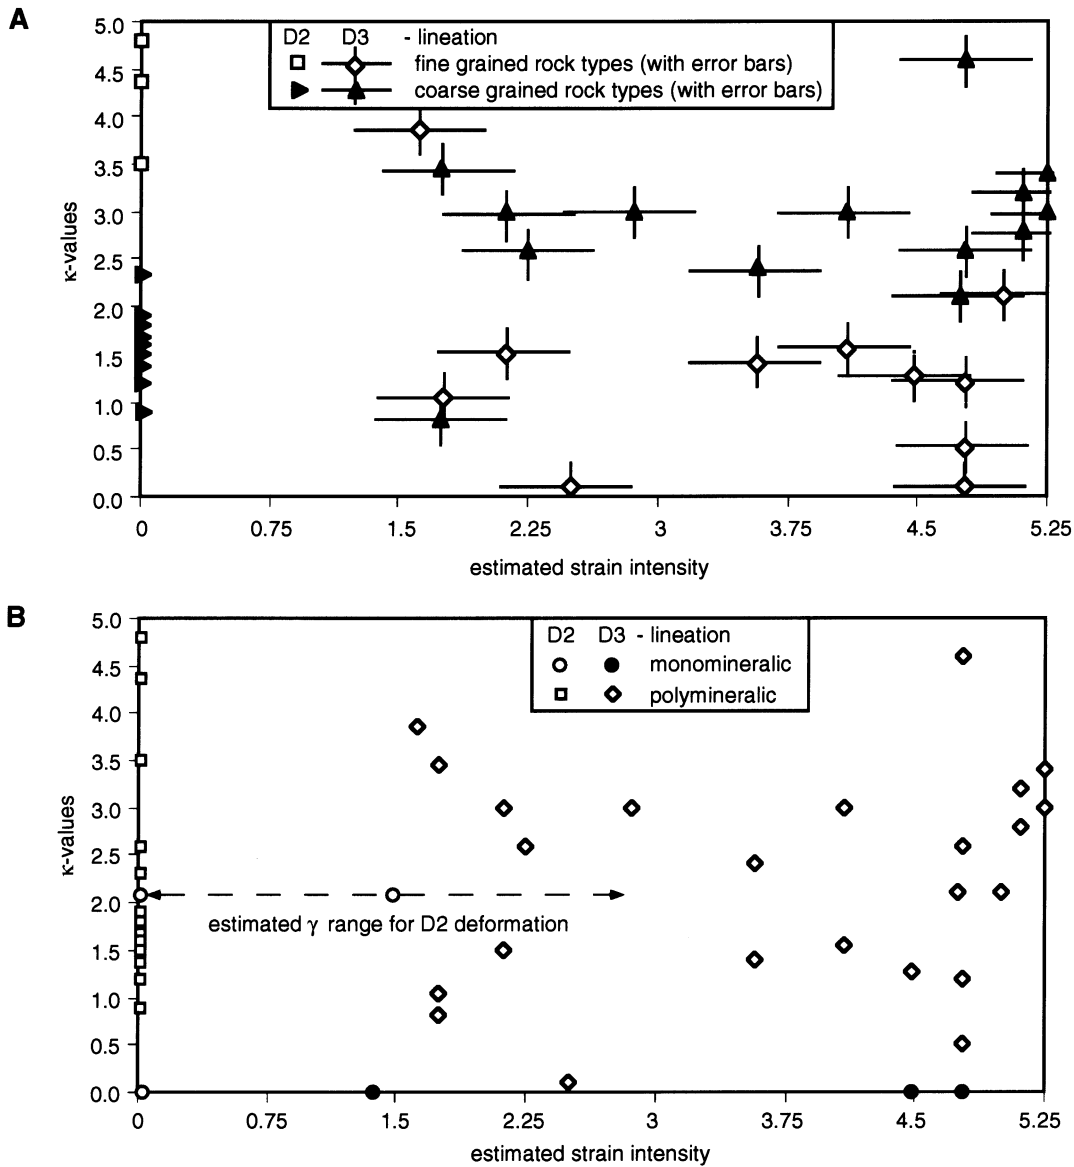 A
5.0
4.5
4.0
3.5
3.0
2.5
2.0
1.5
1.0
0.5
0.0
κ-values
D2 D3 - lineation
fine grained rock types (with error bars)
coarse grained rock types (with error bars)
0 0.75 1.5 2.25 3 3.75 4.5 5.25
estimated strain intensity
B
5.0
4.5
4.0
3.5
3.0
2.5
2.0
1.5
1.0
0.5
0.0
κ-values
D2 D3 - lineation
monomineralic
polymineralic
estimated γ range for D2 deformation
0 0.75 1.5 2.25 3 3.75 4.5 5.25
estimated strain intensity